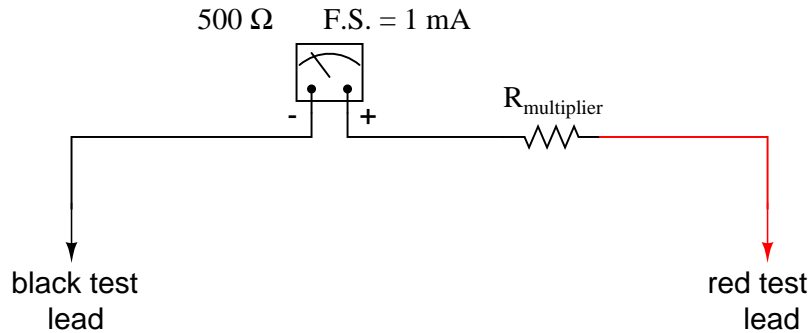 500 Ω F.S. = 1 mA
- +
Rmultiplier
black test
lead
red test
lead